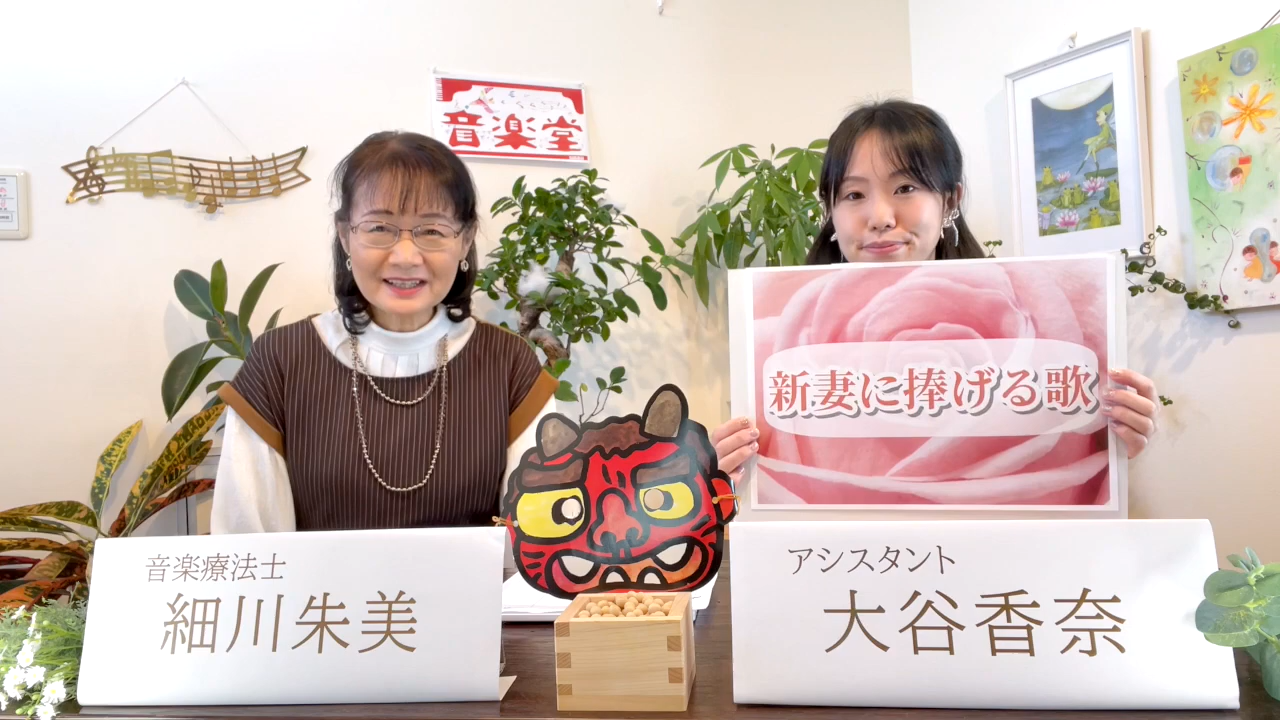 音楽堂
新妻に捧げる歌
音楽療法士
細川朱美
アシスタント
大谷香奈